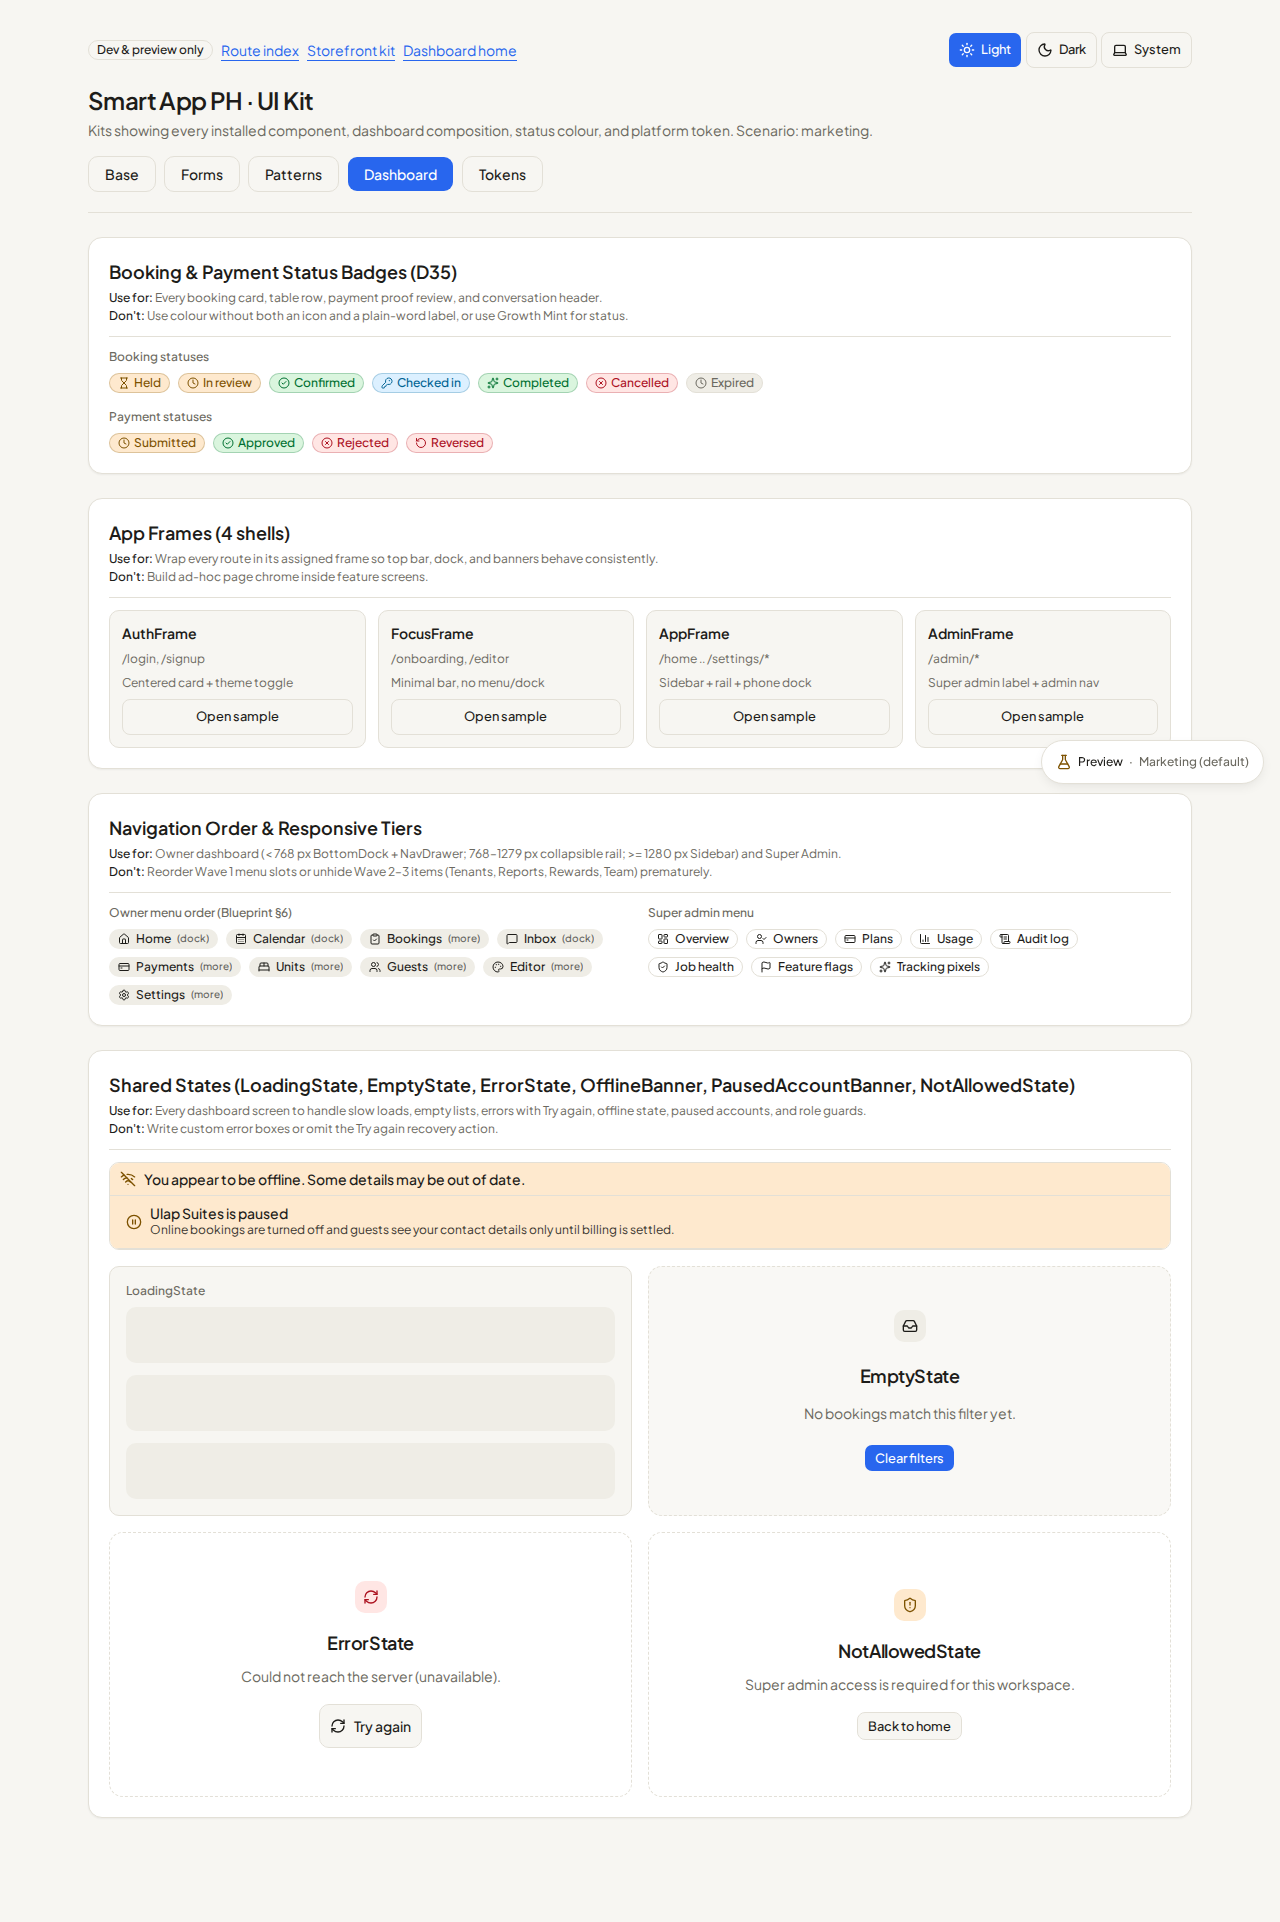 Dev & preview only Route index Storefront kit Dashboard home Light Dark System
Smart App PH · UI Kit
Kits showing every installed component, dashboard composition, status colour, and platform token. Scenario: marketing.
Base Forms Patterns Dashboard Tokens
Booking & Payment Status Badges (D35)
Use for: Every booking card, table row, payment proof review, and conversation header.
Don't: Use colour without both an icon and a plain-word label, or use Growth Mint for status.
Booking statuses
Held In review Confirmed Checked in Completed Cancelled Expired
Payment statuses
Submitted Approved Rejected Reversed
App Frames (4 shells)
Use for: Wrap every route in its assigned frame so top bar, dock, and banners behave consistently.
Don't: Build ad-hoc page chrome inside feature screens.
AuthFrame
/login, /signup
Centered card + theme toggle
Open sample
FocusFrame
/onboarding, /editor
Minimal bar, no menu/dock
Open sample
AppFrame
/home .. /settings/*
Sidebar + rail + phone dock
Open sample
AdminFrame
/admin/*
Super admin label + admin nav
Open sample
Preview · Marketing (default)
Navigation Order & Responsive Tiers
Use for: Owner dashboard (< 768 px BottomDock + NavDrawer; 768–1279 px collapsible rail; >= 1280 px Sidebar) and Super Admin.
Don't: Reorder Wave 1 menu slots or unhide Wave 2–3 items (Tenants, Reports, Rewards, Team) prematurely.
Owner menu order (Blueprint §6)
Home (dock) Calendar (dock) Bookings (more) Inbox (dock)
Payments (more) Units (more) Guests (more) Editor (more)
Settings (more)
Super admin menu
Overview Owners Plans Usage Audit log
Job health Feature flags Tracking pixels
Shared States (LoadingState, EmptyState, ErrorState, OfflineBanner, PausedAccountBanner, NotAllowedState)
Use for: Every dashboard screen to handle slow loads, empty lists, errors with Try again, offline state, paused accounts, and role guards.
Don't: Write custom error boxes or omit the Try again recovery action.
You appear to be offline. Some details may be out of date.
Ulap Suites is paused
Online bookings are turned off and guests see your contact details only until billing is settled.
LoadingState
EmptyState
No bookings match this filter yet.
Clear filters
ErrorState
Could not reach the server (unavailable).
Try again
NotAllowedState
Super admin access is required for this workspace.
Back to home